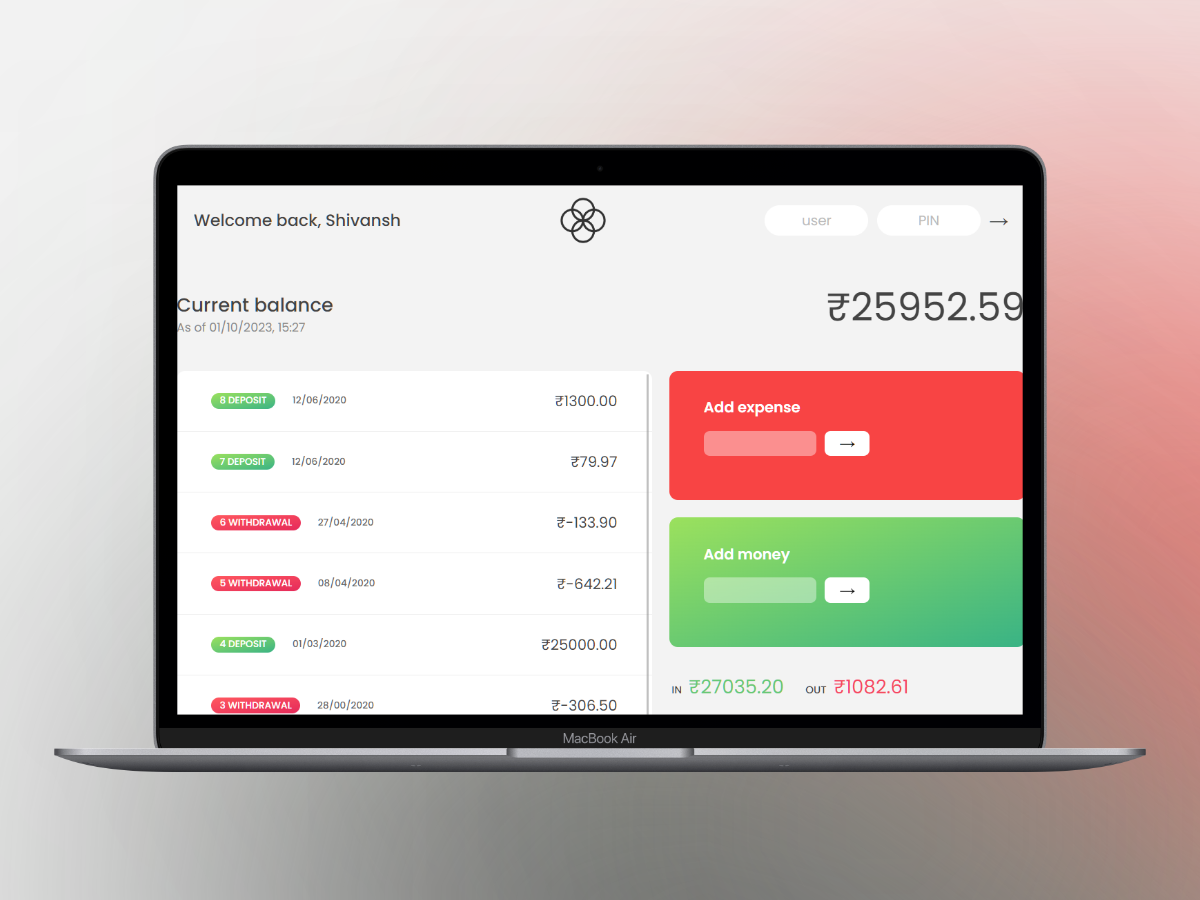 Welcome back, Shivansh
user
PIN
→
Current balance
As of 01/10/2023, 15:27
₹25952.59
8 DEPOSIT 12/06/2020 ₹1300.00
7 DEPOSIT 12/06/2020 ₹79.97
6 WITHDRAWAL 27/04/2020 ₹-133.90
5 WITHDRAWAL 08/04/2020 ₹-642.21
4 DEPOSIT 01/03/2020 ₹25000.00
3 WITHDRAWAL 28/00/2020 ₹-306.50
Add expense
→
Add money
→
IN ₹27035.20 OUT ₹1082.61
MacBook Air